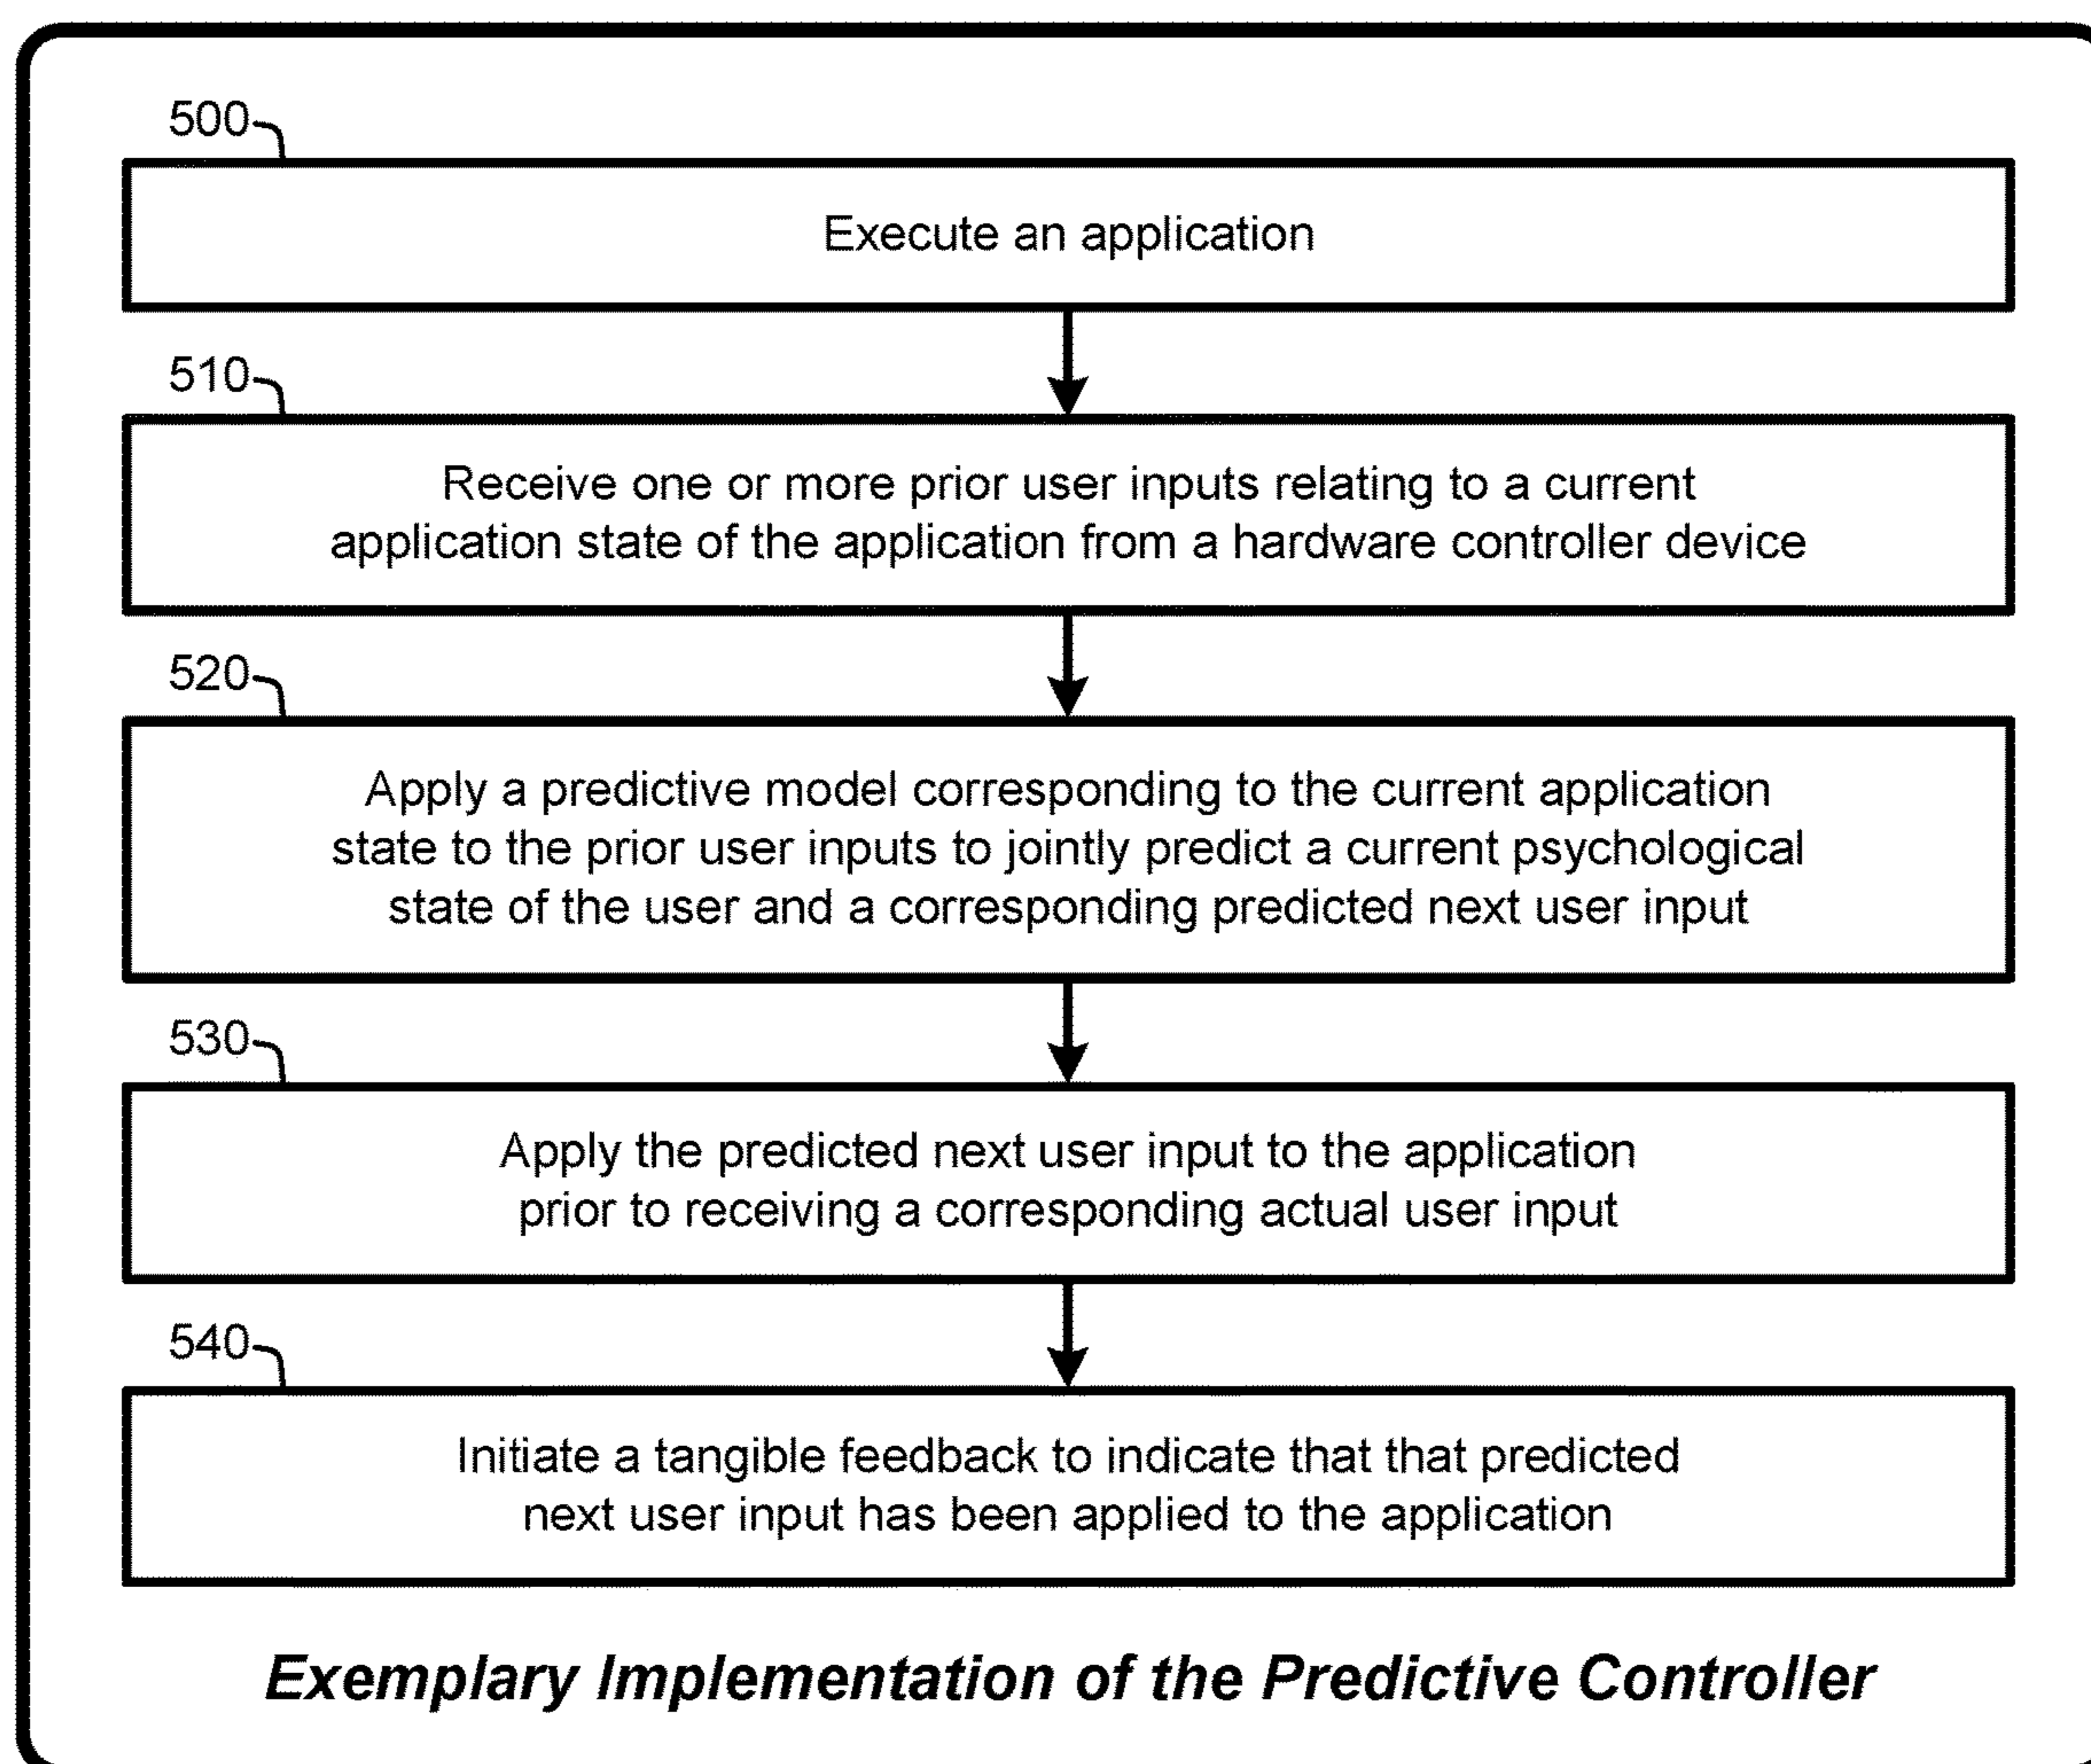 500
Execute an application
510
Receive one or more prior user inputs relating to a current
application state of the application from a hardware controller device
520
Apply a predictive model corresponding to the current application
state to the prior user inputs to jointly predict a current psychological
state of the user and a corresponding predicted next user input
530
Apply the predicted next user input to the application
prior to receiving a corresponding actual user input
540
Initiate a tangible feedback to indicate that that predicted
next user input has been applied to the application
Exemplary Implementation of the Predictive Controller